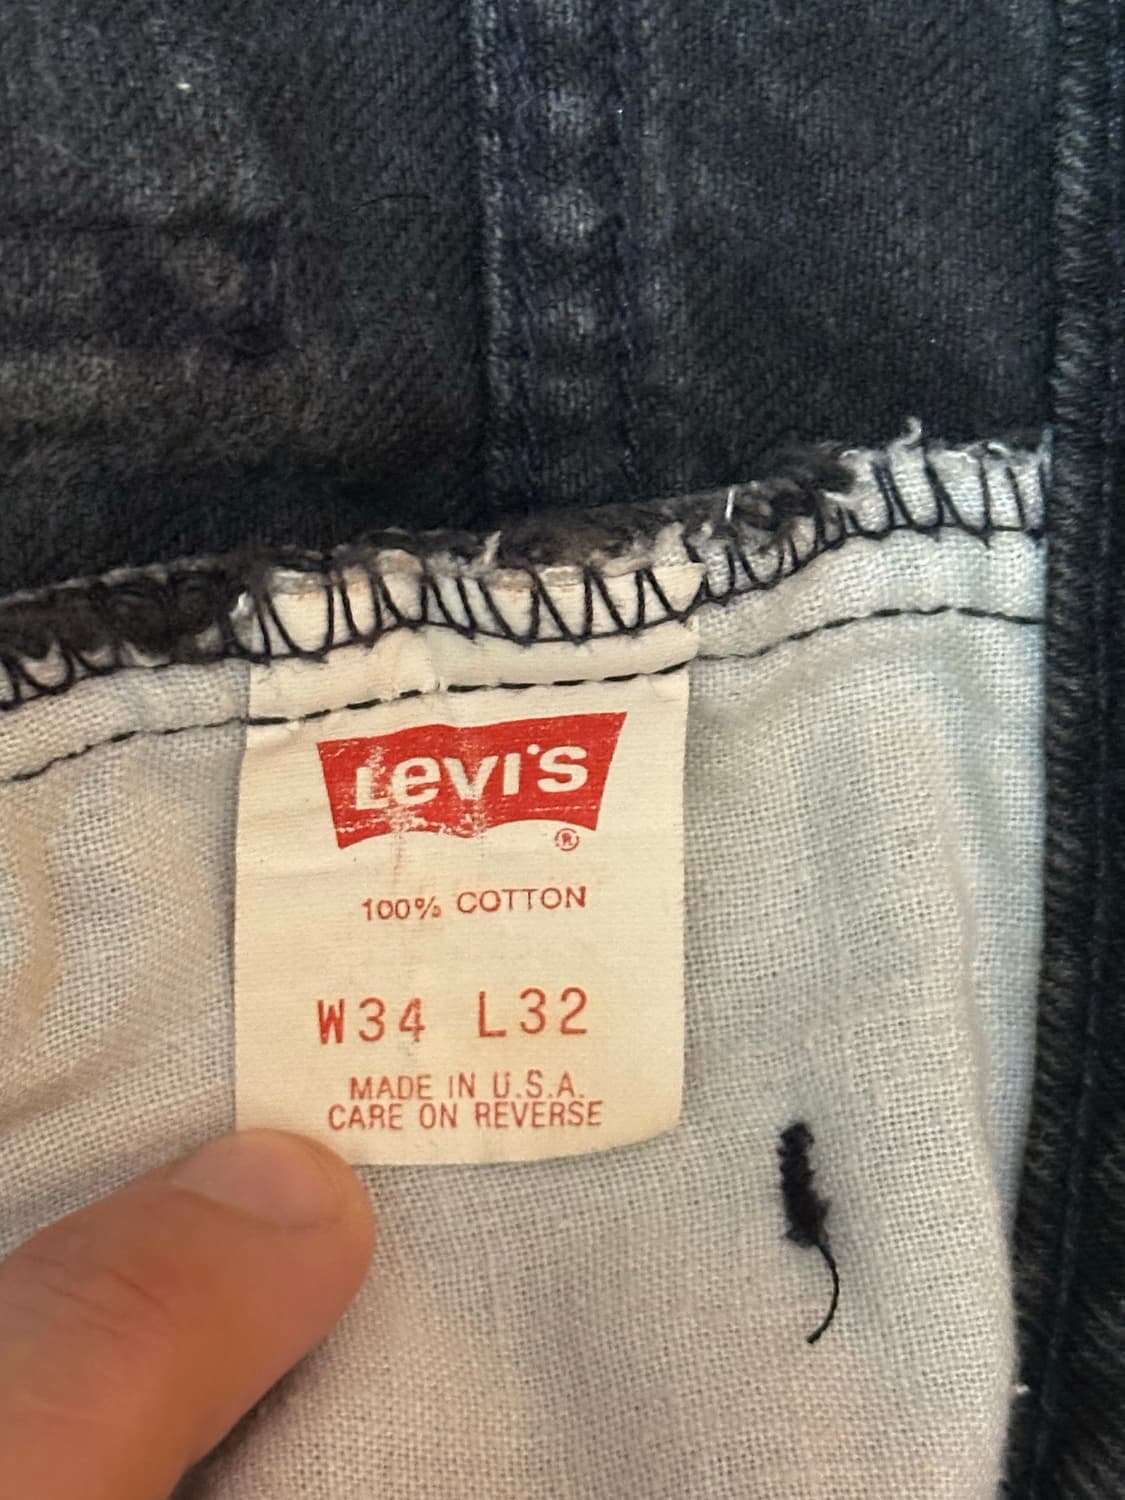 Levi's
®
100% COTTON
W34 L32
MADE IN U.S.A.
CARE ON REVERSE